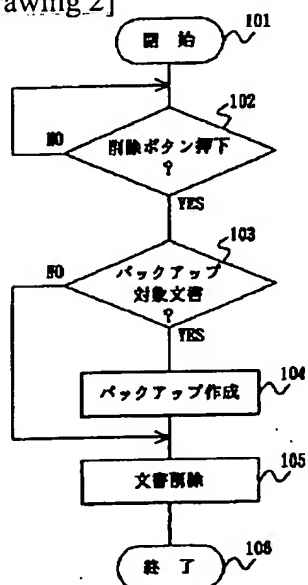 awing 2]
開始
101
102
NO
削除ボタン押下
?
YES
103
NO
バックアップ
対象文書
?
YES
104
バックアップ作成
105
文書削除
106
終了